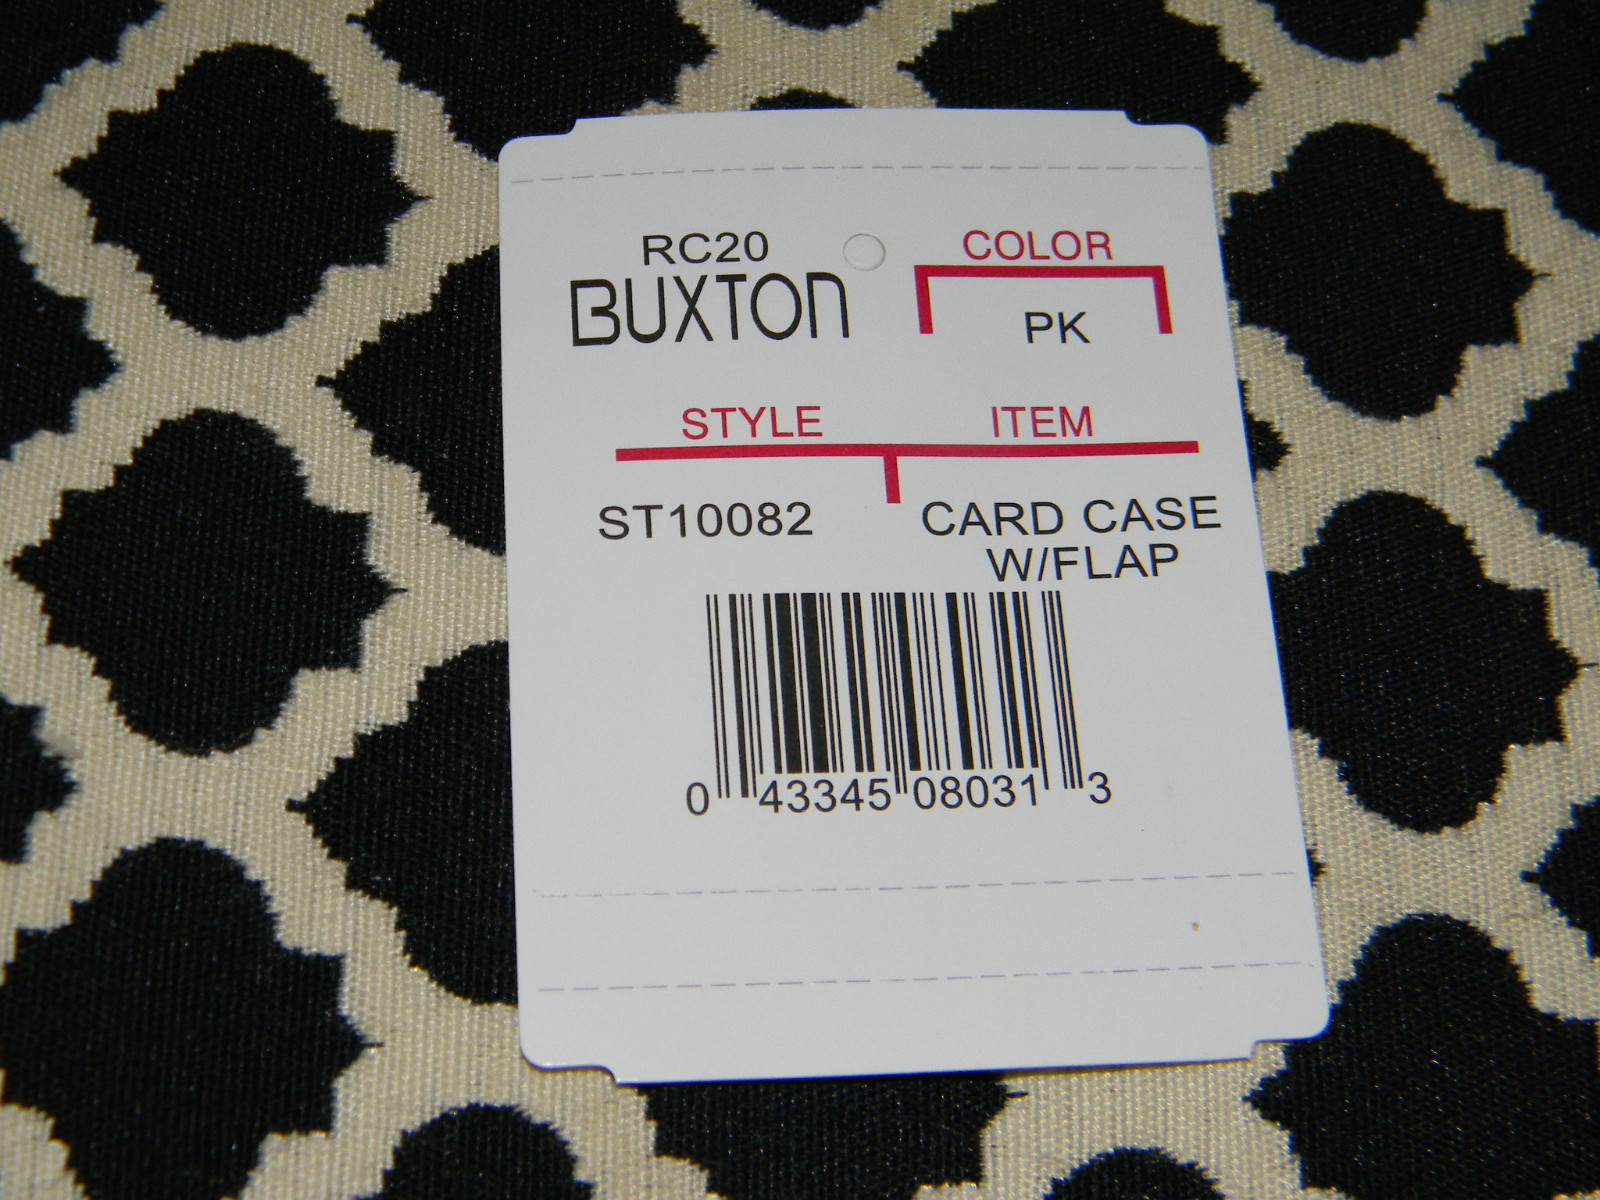 RC20
BUXTON
COLOR
PK
STYLE
ITEM
ST10082
CARD CASE
W/FLAP
0 43345 08031 3